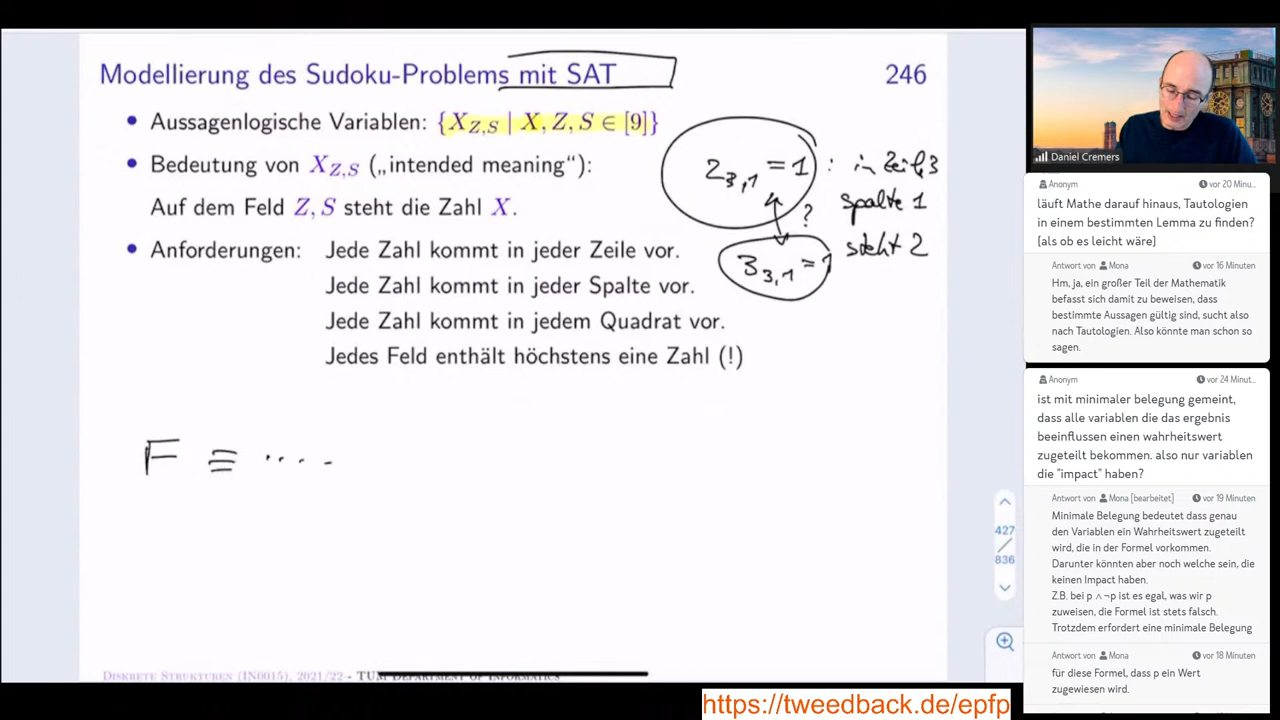 Modellierung des Sudoku-Problems mit SAT
246
• Aussagenlogische Variablen: {X_{Z,S} | X, Z, S ∈ [9]}
• Bedeutung von X_{Z,S} („intended meaning“):
Auf dem Feld Z, S steht die Zahl X.
• Anforderungen: Jede Zahl kommt in jeder Zeile vor.
Jede Zahl kommt in jeder Spalte vor.
Jede Zahl kommt in jedem Quadrat vor.
Jedes Feld enthält höchstens eine Zahl (!)
2_{3,1} = 1 : in Zeile 3
Spalte 1
steht 2
?
3_{3,1} = 1
F ≡ ....
427
836
DISKRETE STRUKTUREN (IN0015), 2021/22 - TUM DEPARTMENT OF INFORMATICS
Daniel Cremers
Anonym vor 20 Minu...
läuft Mathe darauf hinaus, Tautologien
in einem bestimmten Lemma zu finden?
(als ob es leicht wäre)
Antwort von Mona vor 16 Minuten
Hm, ja, ein großer Teil der Mathematik
befasst sich damit zu beweisen, dass
bestimmte Aussagen gültig sind, sucht also
nach Tautologien. Also könnte man schon so
sagen.
Anonym vor 24 Minut...
ist mit minimaler belegung gemeint,
dass alle variablen die das ergebnis
beeinflussen einen wahrheitswert
zugeteilt bekommen. also nur variablen
die "impact" haben?
Antwort von Mona [bearbeitet] vor 19 Minuten
Minimale Belegung bedeutet dass genau
den Variablen ein Wahrheitswert zugeteilt
wird, die in der Formel vorkommen.
Darunter könnten aber noch welche sein, die
keinen Impact haben.
Z.B. bei p ∧ ¬p ist es egal, was wir p
zuweisen, die Formel ist stets falsch.
Trotzdem erfordert eine minimale Belegung
Antwort von Mona vor 18 Minuten
für diese Formel, dass p ein Wert
zugewiesen wird.
https://tweedback.de/epfp